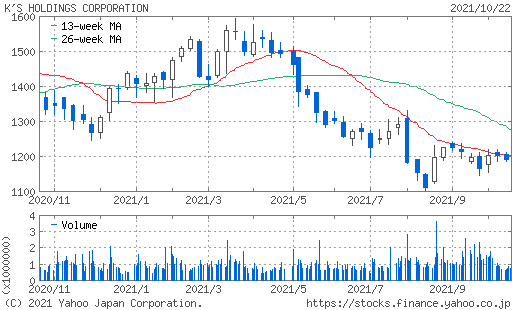 K'S HOLDINGS CORPORATION 2021/10/22
13-week MA
26-week MA
1600
1500
1400
1300
1200
1100
2020/11 2021/1 2021/3 2021/5 2021/7 2021/9
Volume
4
3
2
1
0
(x1000000)
2020/11 2021/1 2021/3 2021/5 2021/7 2021/9
(C) 2021 Yahoo Japan Corporation. https://stocks.finance.yahoo.co.jp/